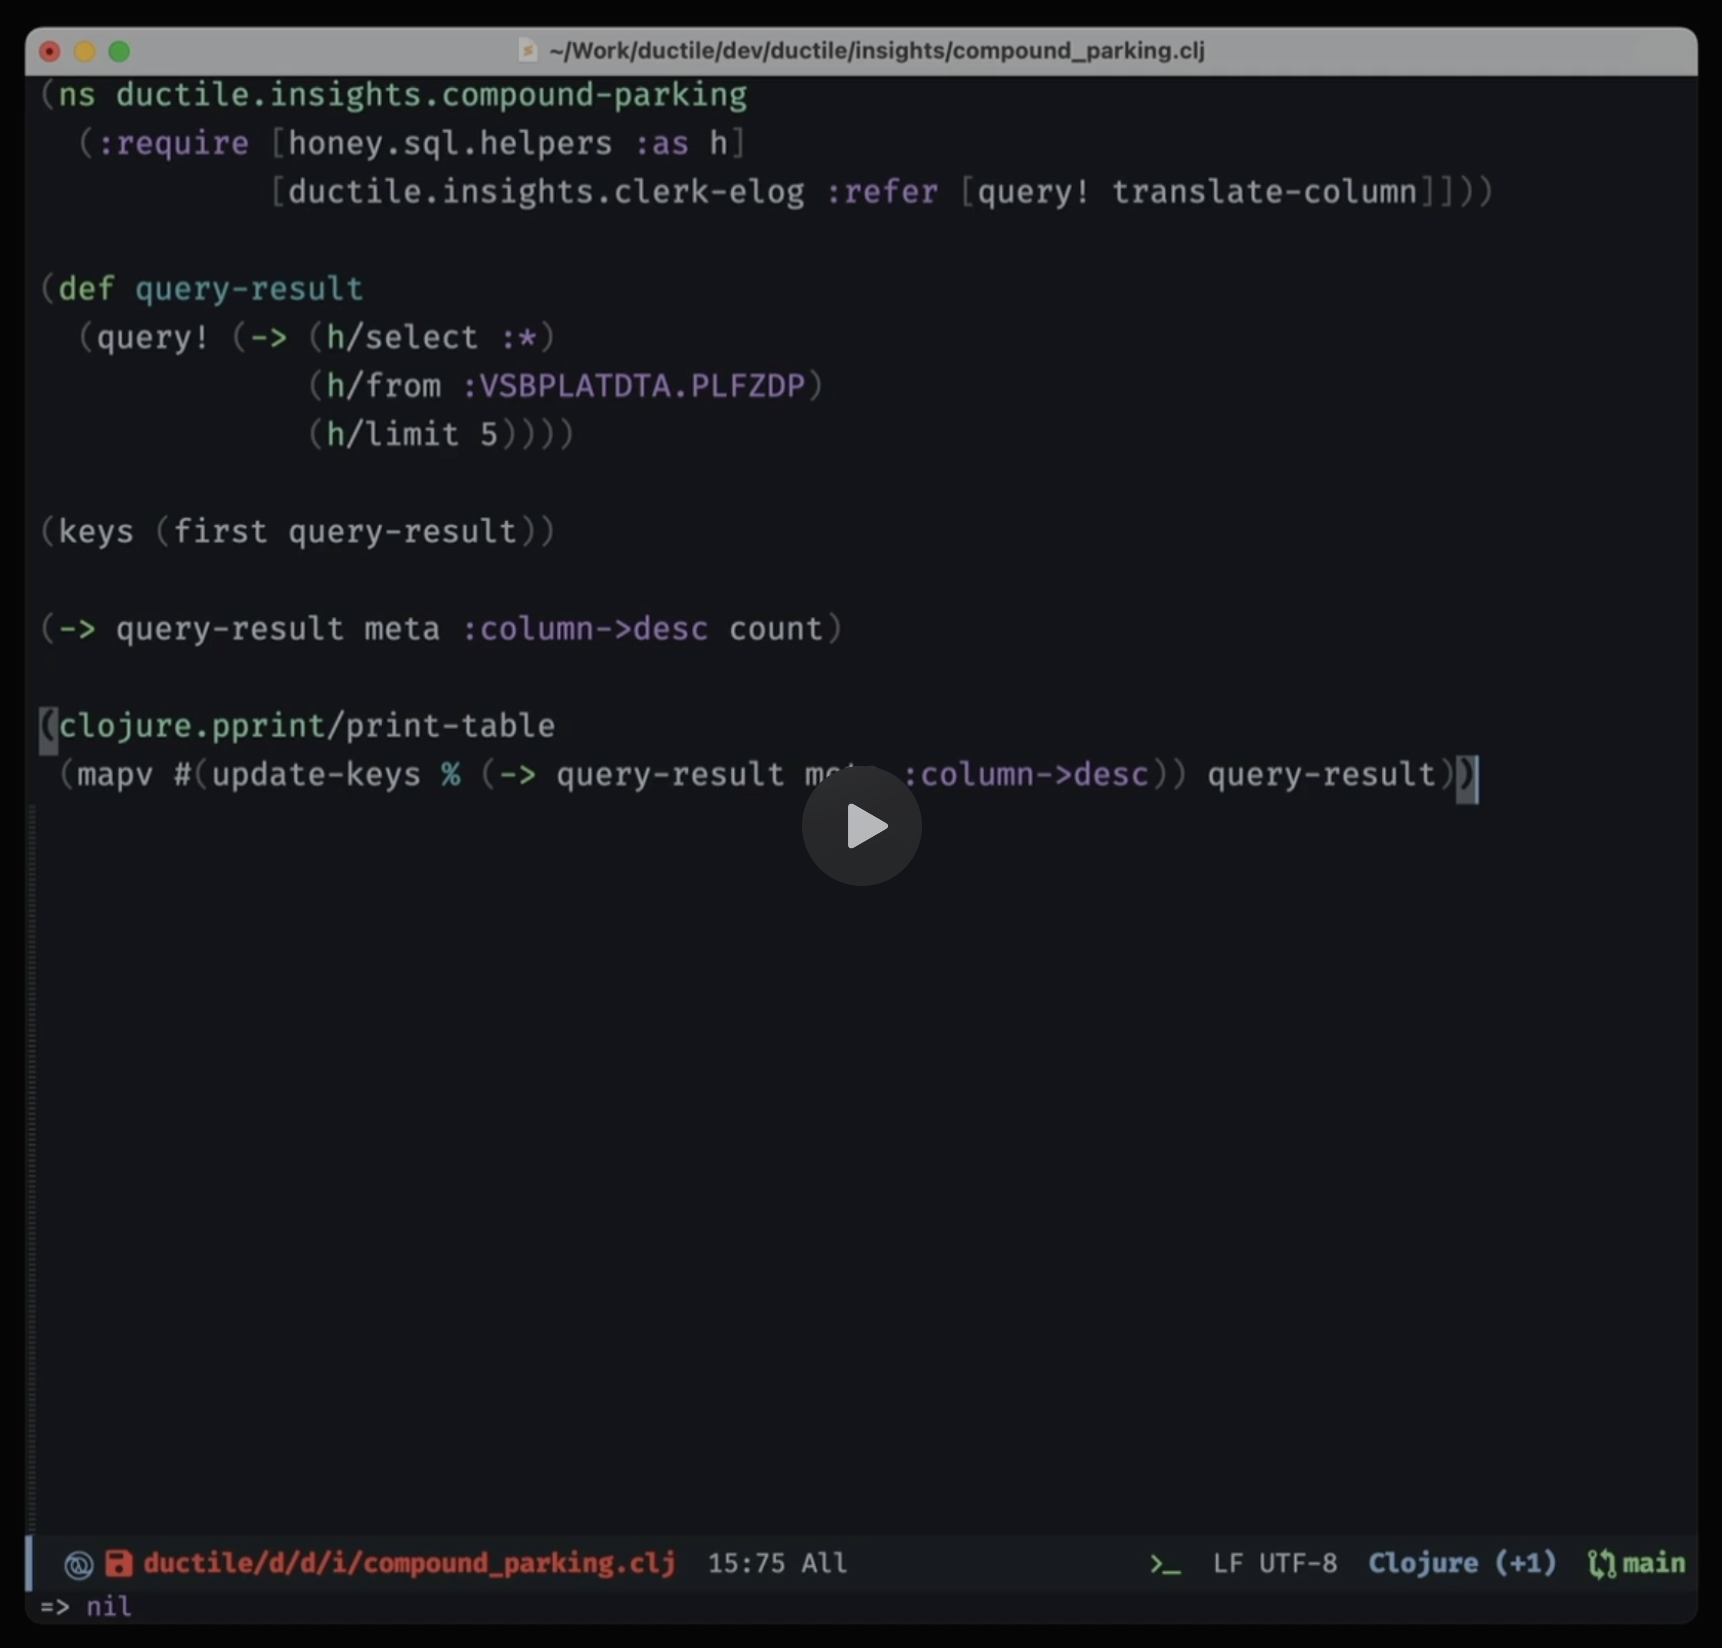 ~/Work/ductile/dev/ductile/insights/compound_parking.clj
(ns ductile.insights.compound-parking
  (:require [honey.sql.helpers :as h]
            [ductile.insights.clerk-elog :refer [query! translate-column]]))
(def query-result
  (query! (-> (h/select :*)
              (h/from :VSBPLATDTA.PLFZDP)
              (h/limit 5))))
(keys (first query-result))
(-> query-result meta :column->desc count)
(clojure.pprint/print-table
 (mapv #(update-keys % (-> query-result meta :column->desc)) query-result))
ductile/d/d/i/compound_parking.clj 15:75 All >_ LF UTF-8 Clojure (+1) main
=> nil